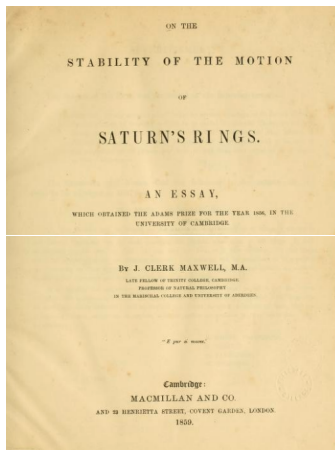 ON THE
STABILITY OF THE MOTION
OF
SATURN'S RINGS.
AN ESSAY,
WHICH OBTAINED THE ADAMS PRIZE FOR THE YEAR 1856, IN THE
UNIVERSITY OF CAMBRIDGE.
BY J. CLERK MAXWELL, M.A.
LATE FELLOW OF TRINITY COLLEGE, CAMBRIDGE,
PROFESSOR OF NATURAL PHILOSOPHY
IN THE MARISCHAL COLLEGE AND UNIVERSITY OF ABERDEEN.
Cambridge:
MACMILLAN AND CO.
AND 23 HENRIETTA STREET, COVENT GARDEN, LONDON.
1859.